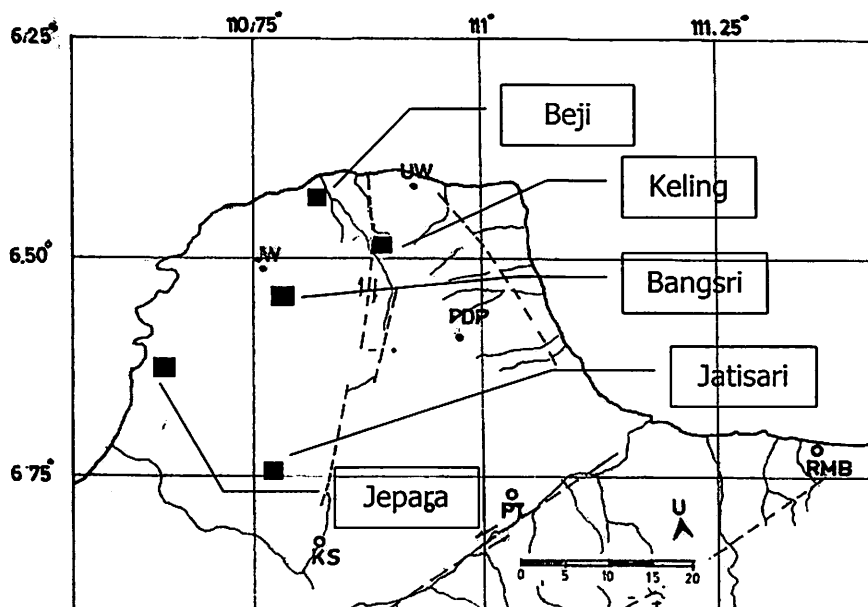 110.75° 111° 111.25°
6.25°
Beji
UW
Keling
6.50°
JW
Bangsri
PDP
Jatisari
RMB
6.75°
Jepara
PT
U
KS
0 5 10 15 20